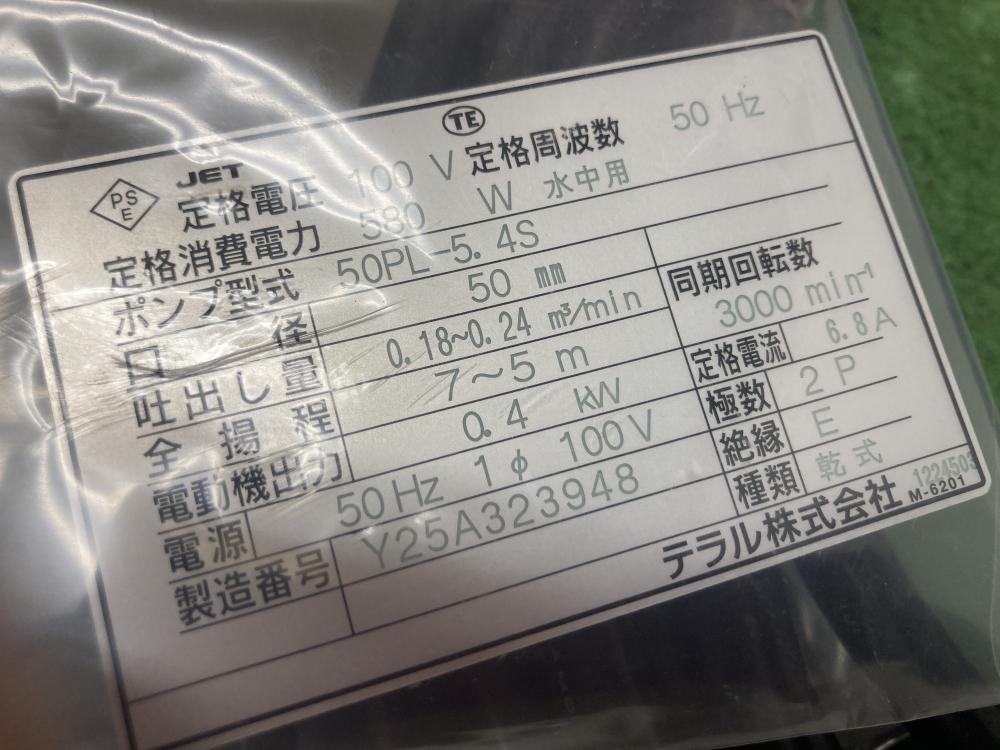 TE
PS E JET
定格電圧 100 V 定格周波数 50 Hz
定格消費電力 580 W 水中用
ポンプ型式 50PL-5.4S
口径 50 mm 同期回転数
吐出し量 0.18~0.24 m³/min 3000 min⁻¹
全揚程 7~5 m 定格電流 6.8 A
電動機出力 0.4 kW 極数 2 P
電源 50 Hz 1φ 100 V 絶縁 E
製造番号 Y25A323948 種類 乾式
テラル株式会社 M-6201
1224503